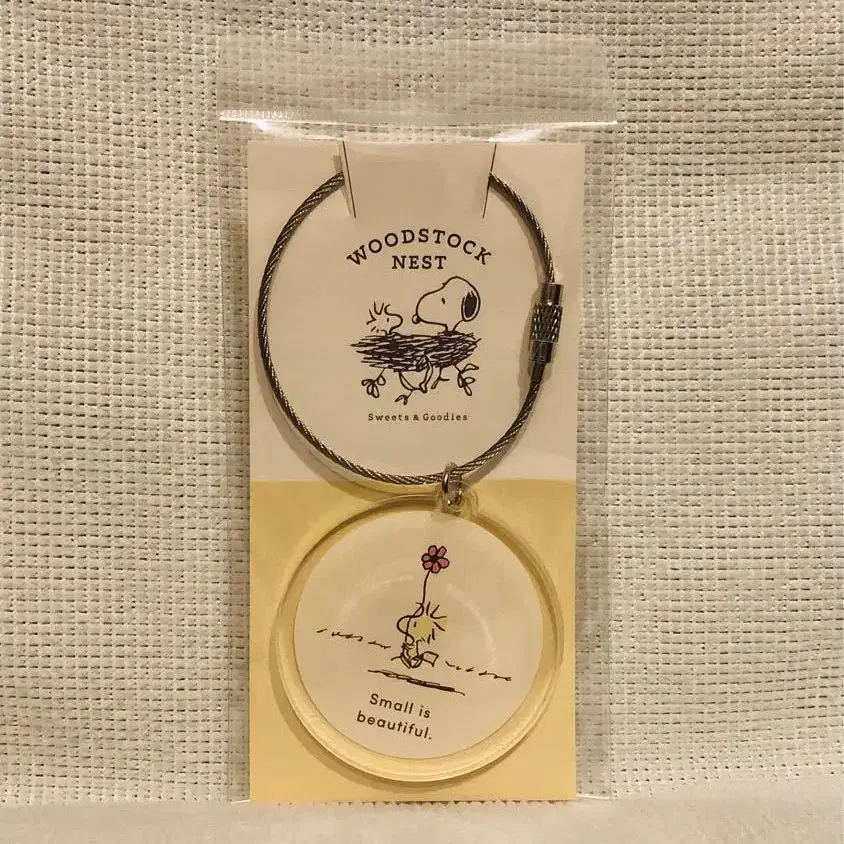 WOODSTOCK
NEST
Sweets & Goodies
Small is
beautiful.